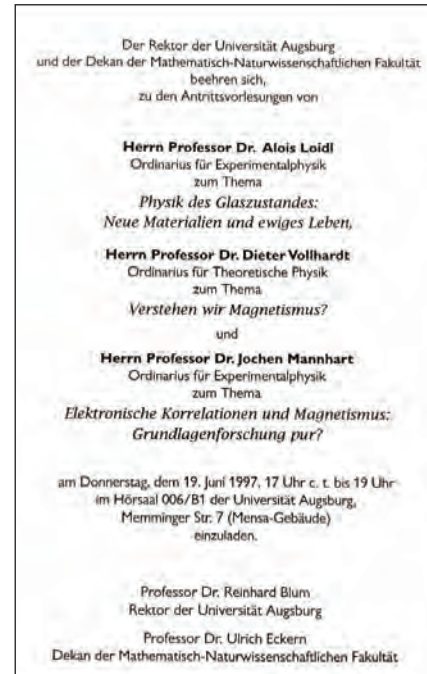 Der Rektor der Universität Augsburg
und der Dekan der Mathematisch-Naturwissenschaftlichen Fakultät
beehren sich,
zu den Antrittsvorlesungen von
Herrn Professor Dr. Alois Loidl
Ordinarius für Experimentalphysik
zum Thema
Physik des Glaszustandes:
Neue Materialien und ewiges Leben,
Herrn Professor Dr. Dieter Vollhardt
Ordinarius für Theoretische Physik
zum Thema
Verstehen wir Magnetismus?
und
Herrn Professor Dr. Jochen Mannhart
Ordinarius für Experimentalphysik
zum Thema
Elektronische Korrelationen und Magnetismus:
Grundlagenforschung pur?
am Donnerstag, dem 19. Juni 1997, 17 Uhr c. t. bis 19 Uhr
im Hörsaal 006/B1 der Universität Augsburg,
Memminger Str. 7 (Mensa-Gebäude)
einzuladen.
Professor Dr. Reinhard Blum
Rektor der Universität Augsburg
Professor Dr. Ulrich Eckern
Dekan der Mathematisch-Naturwissenschaftlichen Fakultät